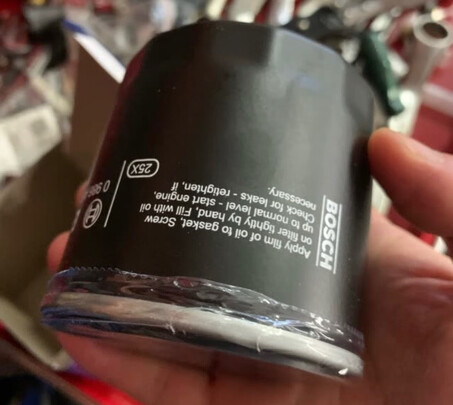 BOSCH
Apply film of oil to gasket, Screw
on filter tightly by hand, Fill with oil
up to normal level - start engine,
Check for leaks - retighten, if
necessary.
25X
0 986